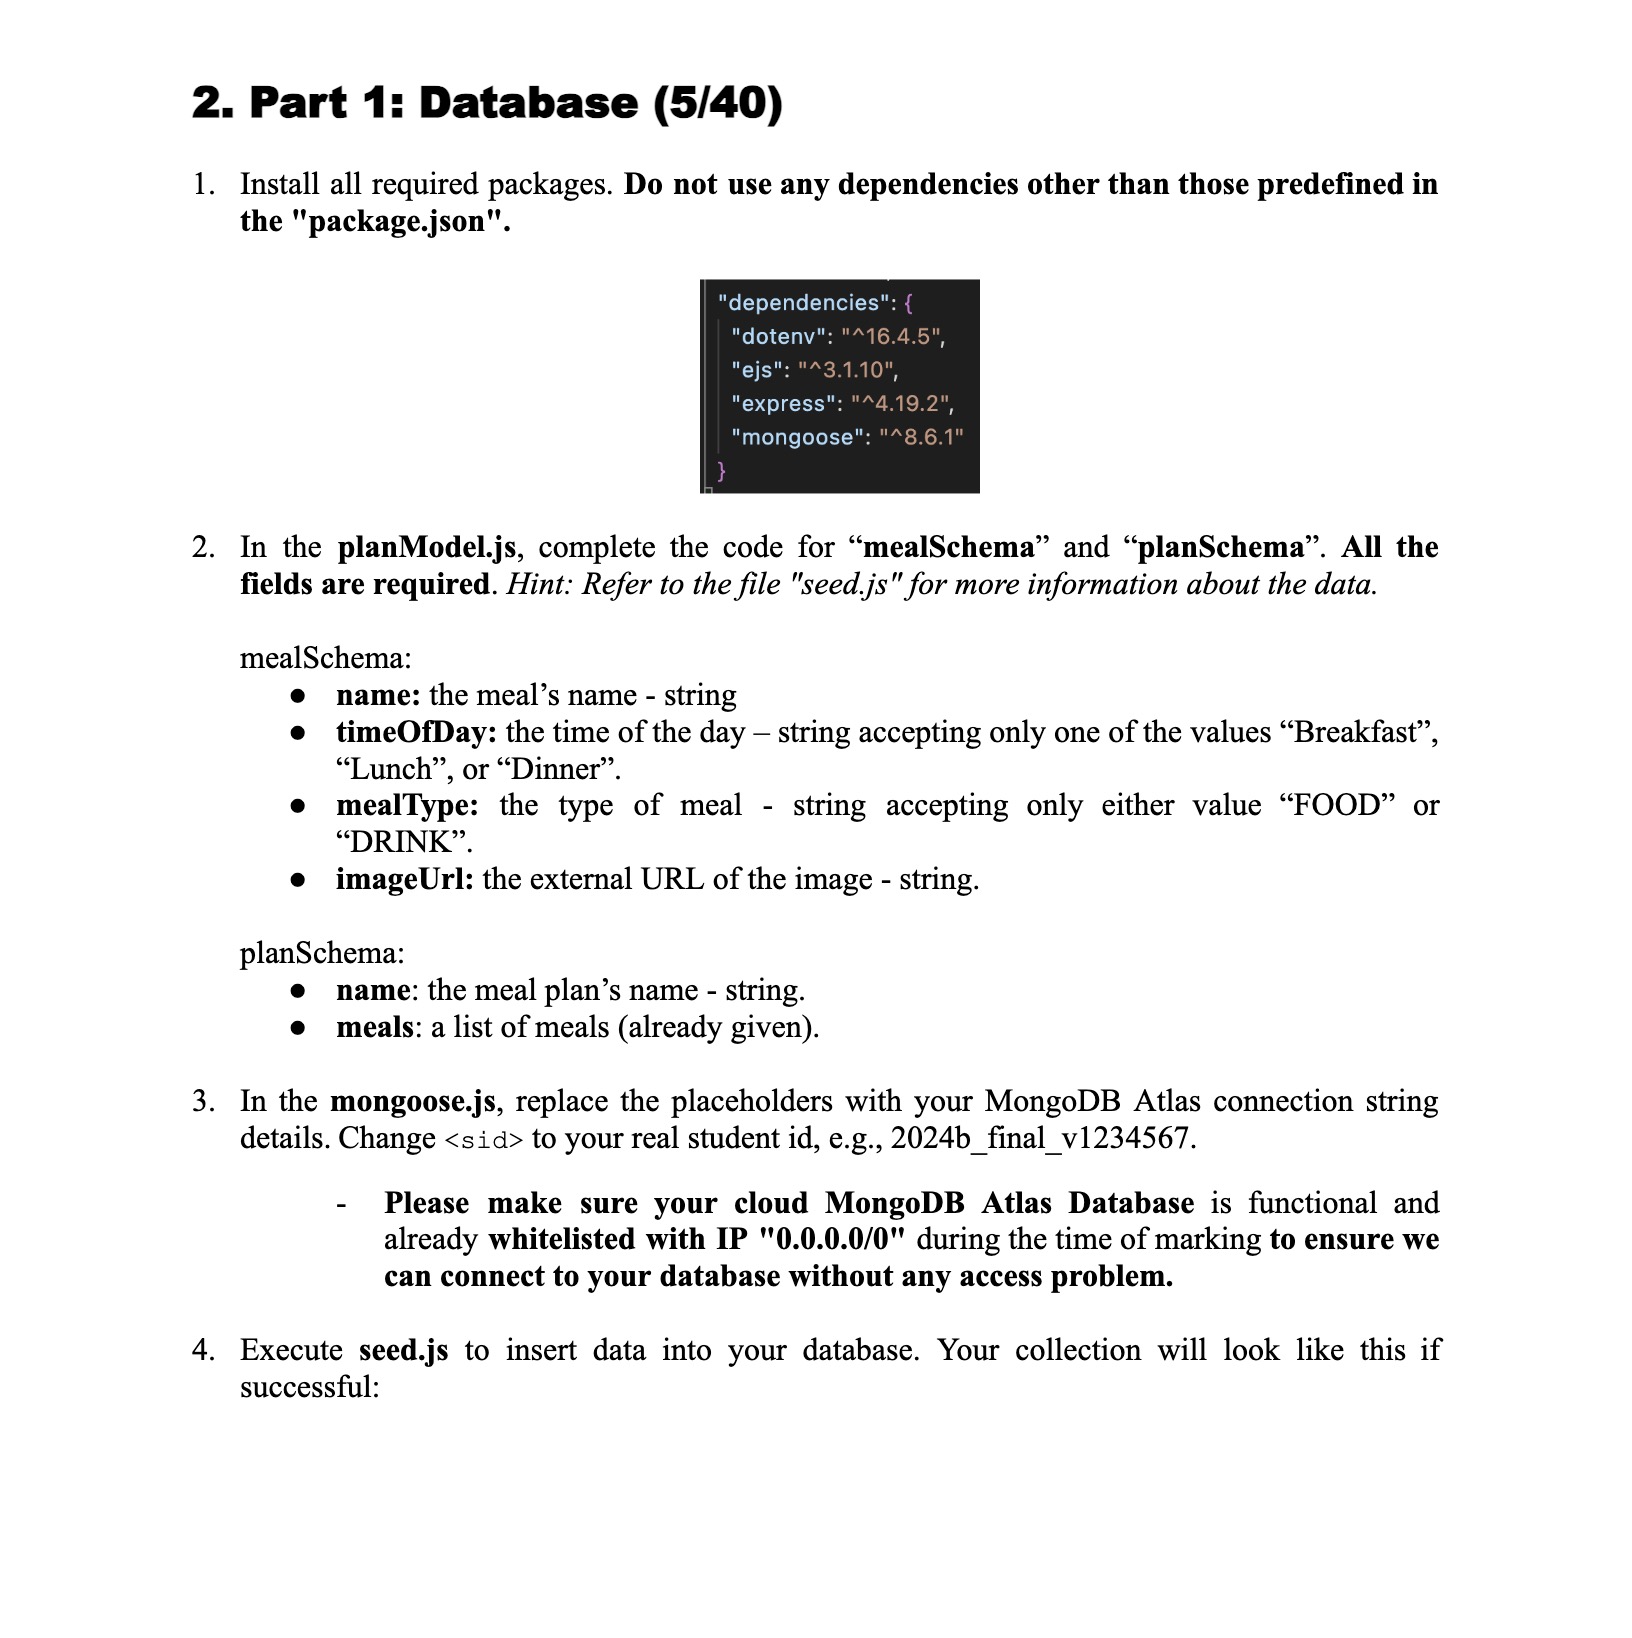 2. Part 1: Database (5/40)
1. Install all required packages. Do not use any dependencies other than those predefined in
the "package.json".
"dependencies": {
"dotenv": "^16.4.5",
"ejs": "^3.1.10",
"express": "^4.19.2",
"mongoose": "^8.6.1"
}
2. In the planModel.js, complete the code for “mealSchema” and “planSchema”. All the
fields are required. Hint: Refer to the file "seed.js" for more information about the data.
mealSchema:
● name: the meal’s name - string
● timeOfDay: the time of the day – string accepting only one of the values “Breakfast”,
“Lunch”, or “Dinner”.
● mealType: the type of meal - string accepting only either value “FOOD” or
“DRINK”.
● imageUrl: the external URL of the image - string.
planSchema:
● name: the meal plan’s name - string.
● meals: a list of meals (already given).
3. In the mongoose.js, replace the placeholders with your MongoDB Atlas connection string
details. Change <sid> to your real student id, e.g., 2024b_final_v1234567.
- Please make sure your cloud MongoDB Atlas Database is functional and
already whitelisted with IP "0.0.0.0/0" during the time of marking to ensure we
can connect to your database without any access problem.
4. Execute seed.js to insert data into your database. Your collection will look like this if
successful: